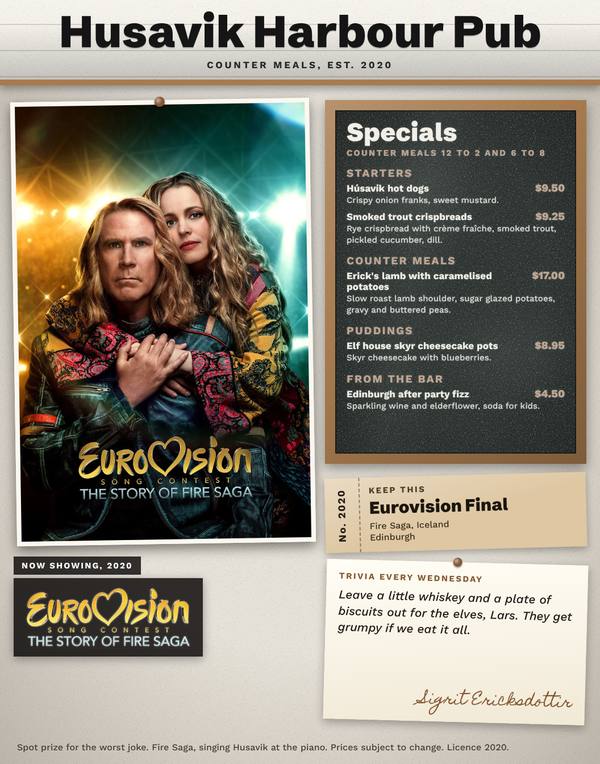 Husavik Harbour Pub
COUNTER MEALS, EST. 2020
EUROVISION
SONG CONTEST
THE STORY OF FIRE SAGA
NOW SHOWING, 2020
EUROVISION
SONG CONTEST
THE STORY OF FIRE SAGA
Specials
COUNTER MEALS 12 TO 2 AND 6 TO 8
STARTERS
Húsavik hot dogs $9.50
Crispy onion franks, sweet mustard.
Smoked trout crispbreads $9.25
Rye crispbread with crème fraîche, smoked trout,
pickled cucumber, dill.
COUNTER MEALS
Erick's lamb with caramelised $17.00
potatoes
Slow roast lamb shoulder, sugar glazed potatoes,
gravy and buttered peas.
PUDDINGS
Elf house skyr cheesecake pots $8.95
Skyr cheesecake with blueberries.
FROM THE BAR
Edinburgh after party fizz $4.50
Sparkling wine and elderflower, soda for kids.
No. 2020
KEEP THIS
Eurovision Final
Fire Saga, Iceland
Edinburgh
TRIVIA EVERY WEDNESDAY
Leave a little whiskey and a plate of
biscuits out for the elves, Lars. They get
grumpy if we eat it all.
Sigrit Ericksdottir
Spot prize for the worst joke. Fire Saga, singing Husavik at the piano. Prices subject to change. Licence 2020.